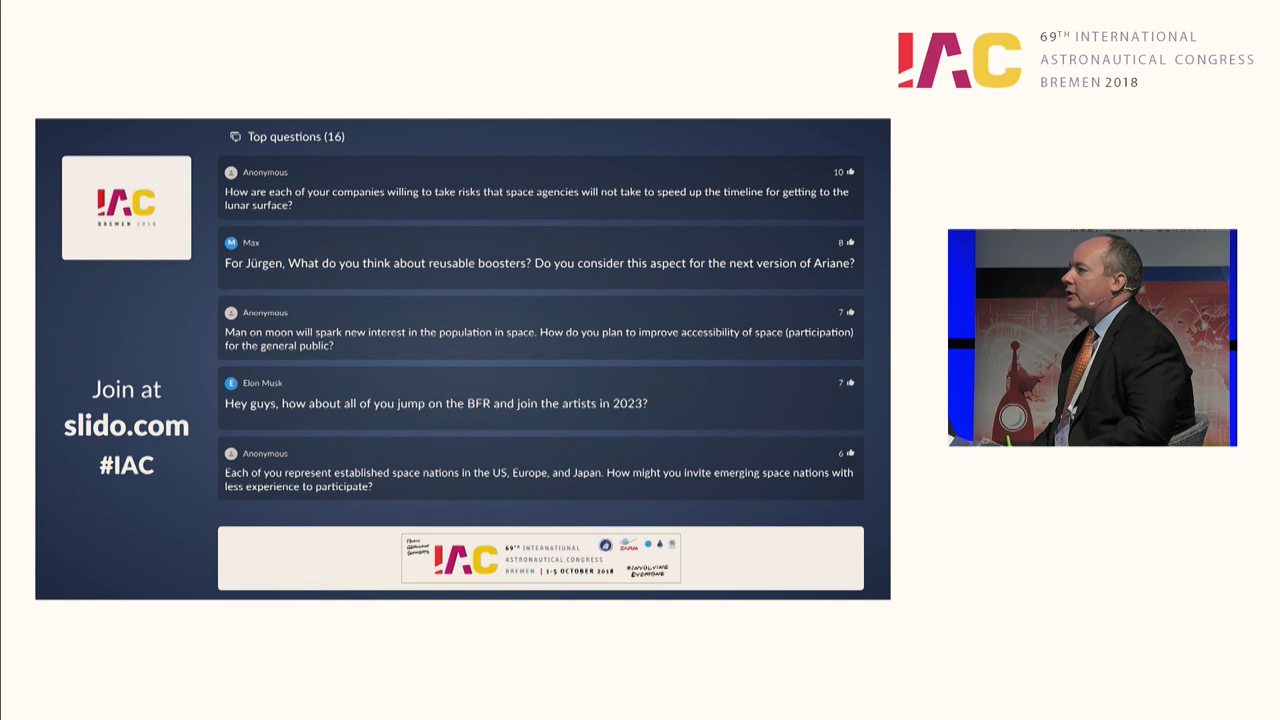 IAC
69TH INTERNATIONAL
ASTRONAUTICAL CONGRESS
BREMEN 2018
Top questions (16)
IAC
BREMEN 2018
Join at
slido.com
#IAC
Anonymous
10
How are each of your companies willing to take risks that space agencies will not take to speed up the timeline for getting to the
lunar surface?
M
Max
8
For Jürgen, What do you think about reusable boosters? Do you consider this aspect for the next version of Ariane?
Anonymous
7
Man on moon will spark new interest in the population in space. How do you plan to improve accessibility of space (participation)
for the general public?
E
Elon Musk
7
Hey guys, how about all of you jump on the BFR and join the artists in 2023?
Anonymous
6
Each of you represent established space nations in the US, Europe, and Japan. How might you invite emerging space nations with
less experience to participate?
IAC
69TH INTERNATIONAL
ASTRONAUTICAL CONGRESS
BREMEN | 1-5 OCTOBER 2018
ZARM
#INVOLVING
EVERYONE